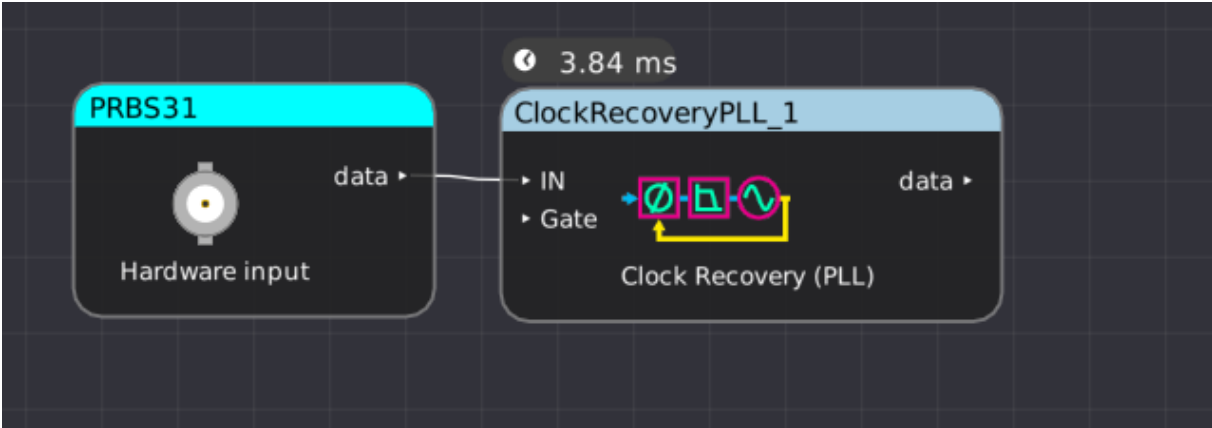 3.84 ms
PRBS31
ClockRecoveryPLL_1
data
IN
data
Gate
Hardware input
Clock Recovery (PLL)